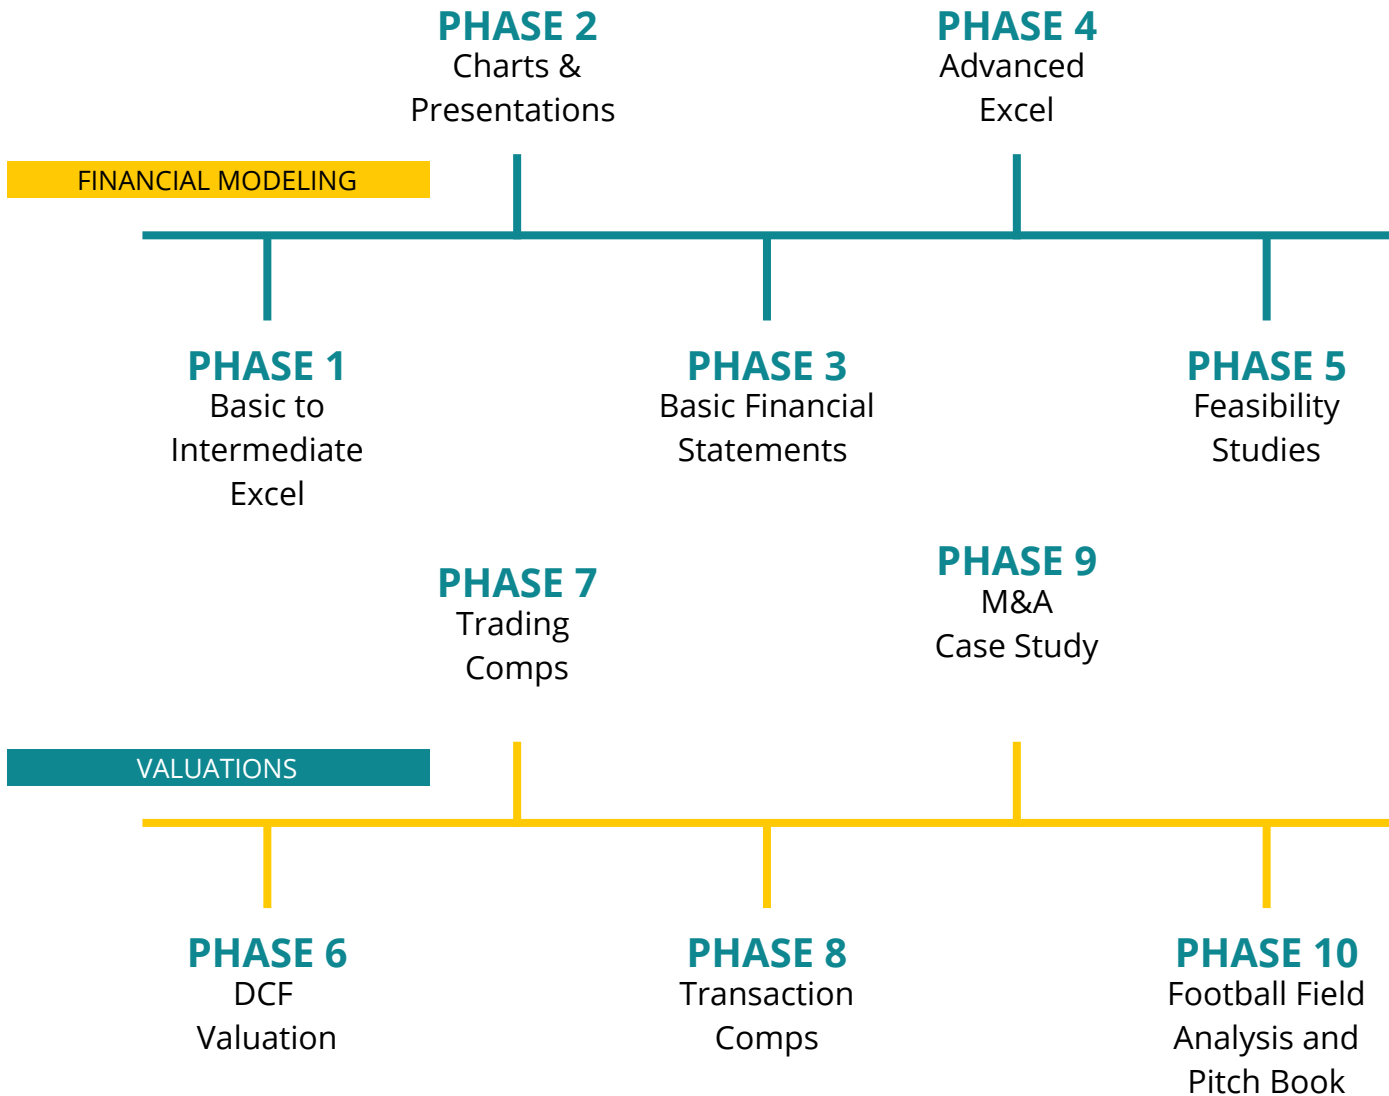 PHASE 2
Charts &
Presentations
PHASE 4
Advanced
Excel
FINANCIAL MODELING
PHASE 1
Basic to
Intermediate
Excel
PHASE 3
Basic Financial
Statements
PHASE 5
Feasibility
Studies
PHASE 7
Trading
Comps
PHASE 9
M&A
Case Study
VALUATIONS
PHASE 6
DCF
Valuation
PHASE 8
Transaction
Comps
PHASE 10
Football Field
Analysis and
Pitch Book